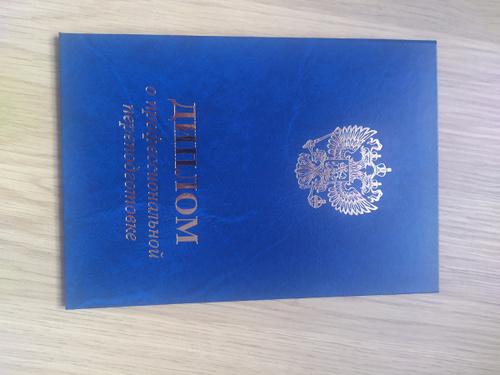 ДИПЛОМ
о профессиональной
переподготовке